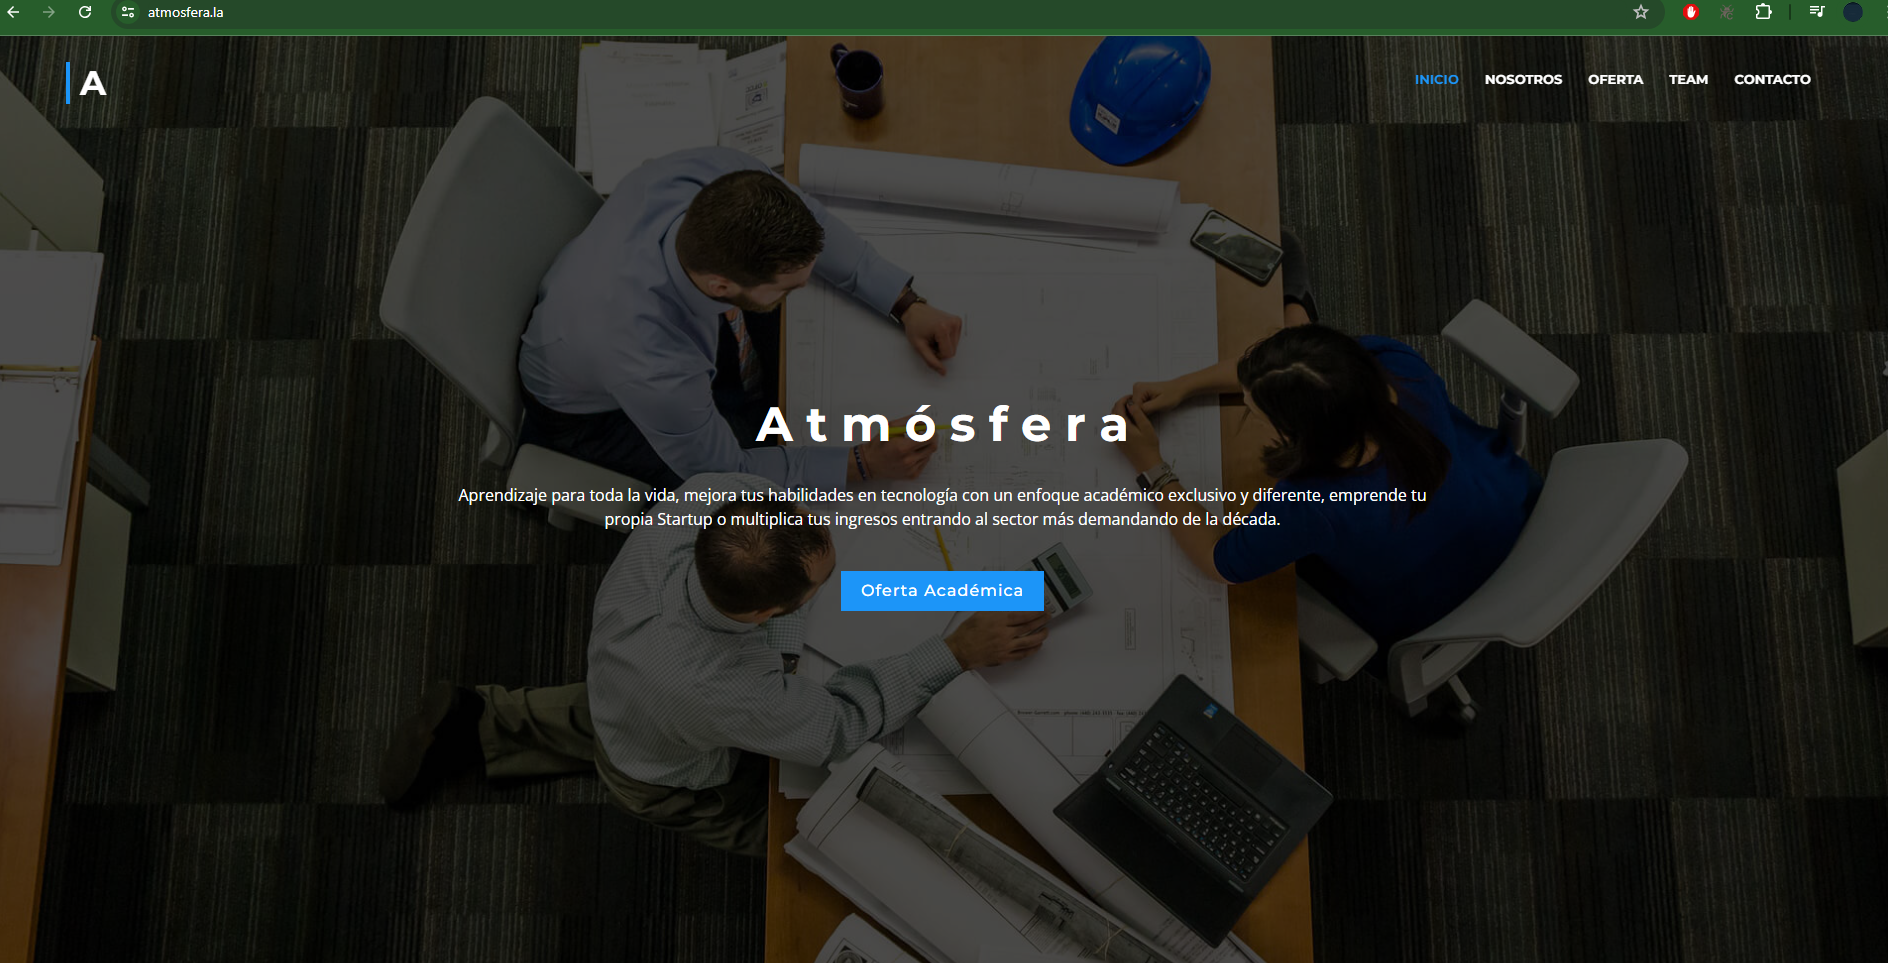 atmosfera.la
A
INICIO NOSOTROS OFERTA TEAM CONTACTO
Atmósfera
Aprendizaje para toda la vida, mejora tus habilidades en tecnología con un enfoque académico exclusivo y diferente, emprende tu
propia Startup o multiplica tus ingresos entrando al sector más demandando de la década.
Oferta Académica